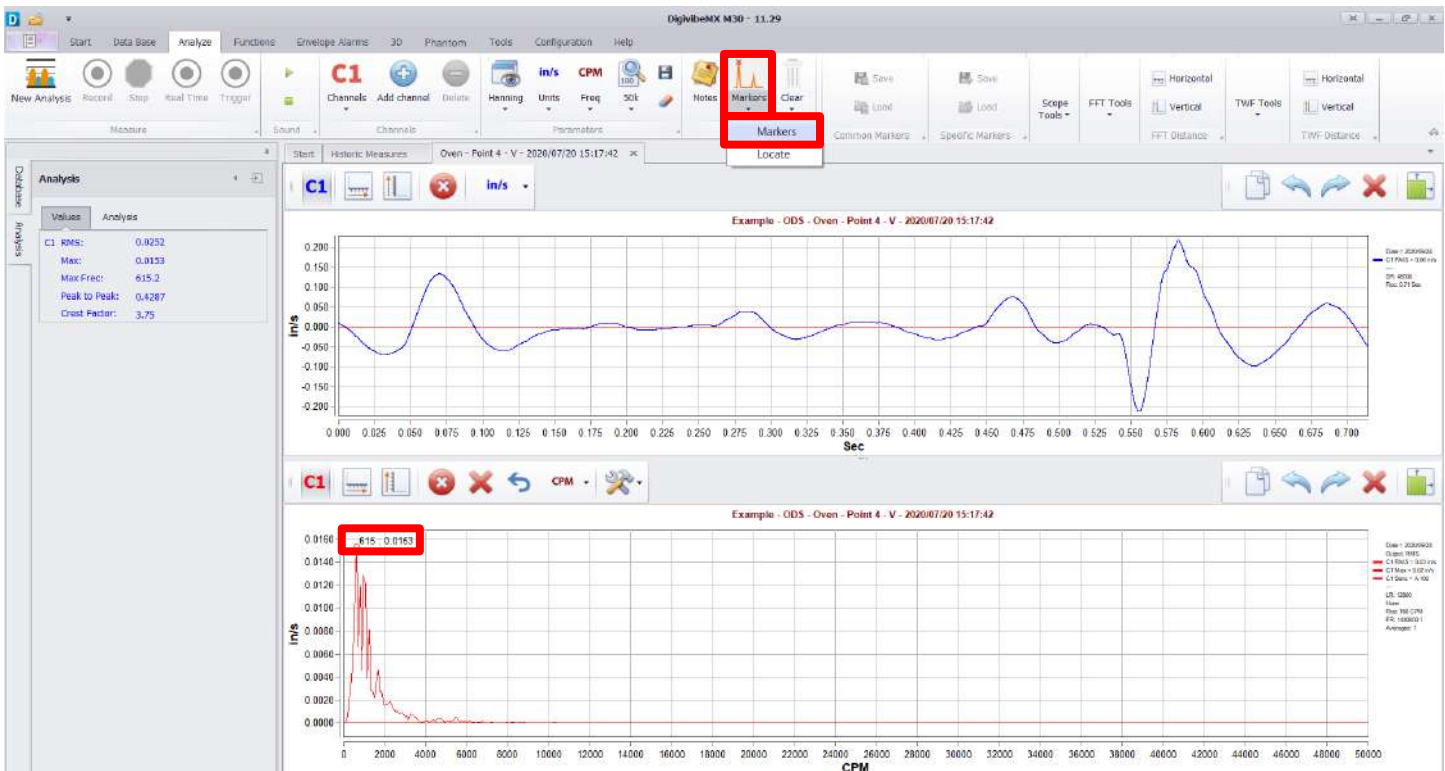 DigivibeMX M30 - 11.29
Start Data Base Analyze Functions Envelope Alarms 3D Phantom Tools Configuration Help
New Analysis Record Stop Real Time Trigger
C1 Channels Add channel Delete
Hanning in/s Units CPM Freq 100 50k
Notes Markers Clear
Save Load Save Load
Scope Tools FFT Tools Horizontal Vertical TWF Tools Horizontal Vertical
Measure Sound Channels Parameters Common Markers Specific Markers FFT Distance TWF Distance
Markers
Locate
Start Historic Measures Oven - Point 4 - V - 2020/07/20 15:17:42
Database
Analysis
Analysis
Values Analysis
C1 RMS: 0.0252
Max: 0.0153
Max Frec: 615.2
Peak to Peak: 0.4287
Crest Factor: 3.75
C1 in/s
Example - ODS - Oven - Point 4 - V - 2020/07/20 15:17:42
0.200
0.150
0.100
0.050
0.000
-0.050
-0.100
-0.150
-0.200
in/s
0.000 0.025 0.050 0.075 0.100 0.125 0.150 0.175 0.200 0.225 0.250 0.275 0.300 0.325 0.350 0.375 0.400 0.425 0.450 0.475 0.500 0.525 0.550 0.575 0.600 0.625 0.650 0.675 0.700
Sec
C1 CPM
Example - ODS - Oven - Point 4 - V - 2020/07/20 15:17:42
615 : 0.0153
0.0160
0.0140
0.0120
0.0100
0.0080
0.0060
0.0040
0.0020
0.0000
in/s
Averages: 1
0 2000 4000 6000 8000 10000 12000 14000 16000 18000 20000 22000 24000 26000 28000 30000 32000 34000 36000 38000 40000 42000 44000 46000 48000 50000
CPM